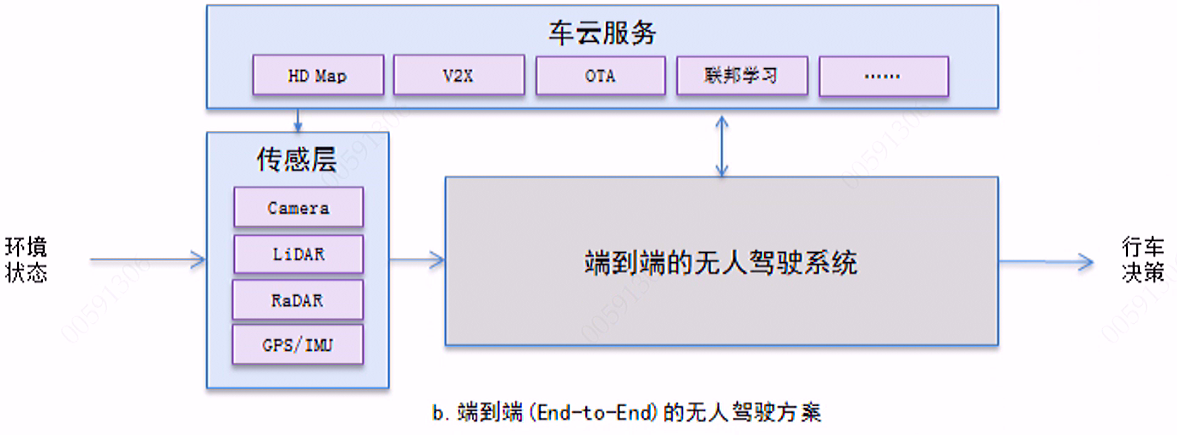 车云服务
HD Map
V2X
OTA
联邦学习
......
传感层
Camera
LiDAR
RaDAR
GPS/IMU
环境
状态
端到端的无人驾驶系统
行车
决策
b.端到端(End-to-End)的无人驾驶方案